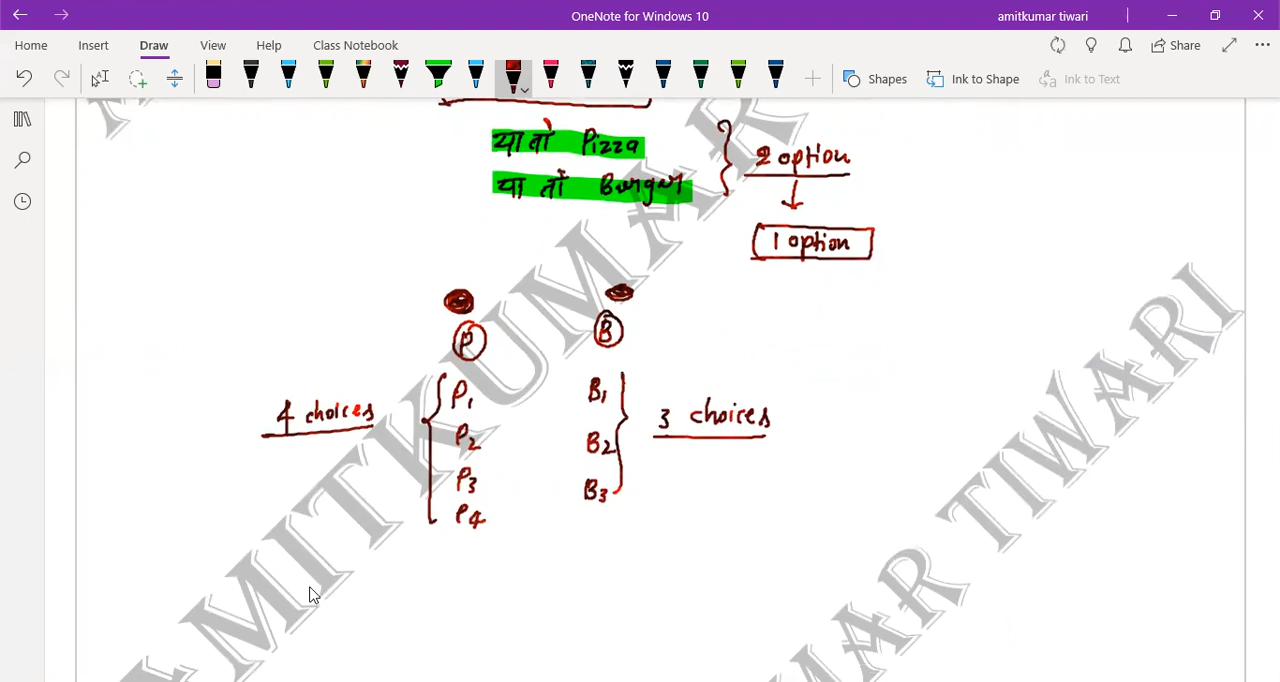 OneNote for Windows 10
amitkumar tiwari
Home Insert Draw View Help Class Notebook
Share
Shapes Ink to Shape Ink to Text
या तो Pizza
या तो Burger
2 option
1 option
P B
4 choices
P1 B1
P2 B2
P3 B3
P4
3 choices
AMITKUMAR TIWARI
TIWARI